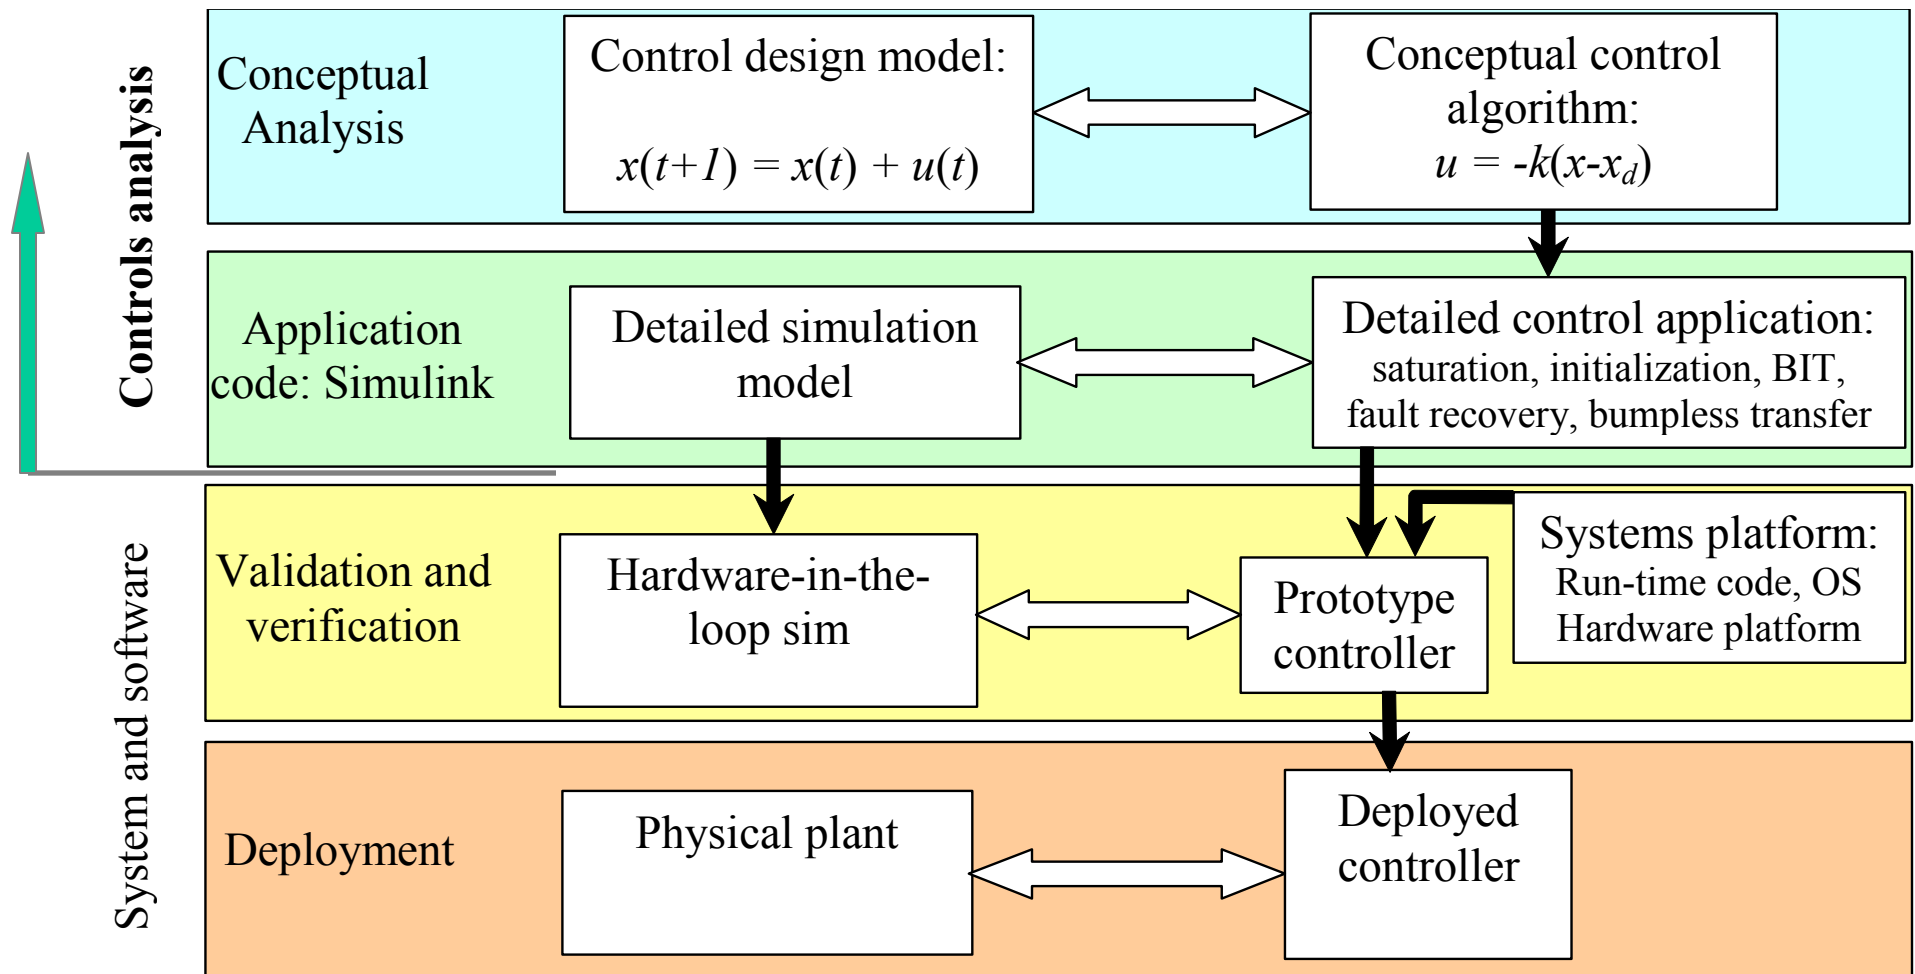 Controls analysis
Conceptual
Analysis
Control design model:
x(t+1) = x(t) + u(t)
Conceptual control
algorithm:
u = -k(x-x_d)
Application
code: Simulink
Detailed simulation
model
Detailed control application:
saturation, initialization, BIT,
fault recovery, bumpless transfer
System and software
Validation and
verification
Hardware-in-the-
loop sim
Prototype
controller
Systems platform:
Run-time code, OS
Hardware platform
Deployment
Physical plant
Deployed
controller